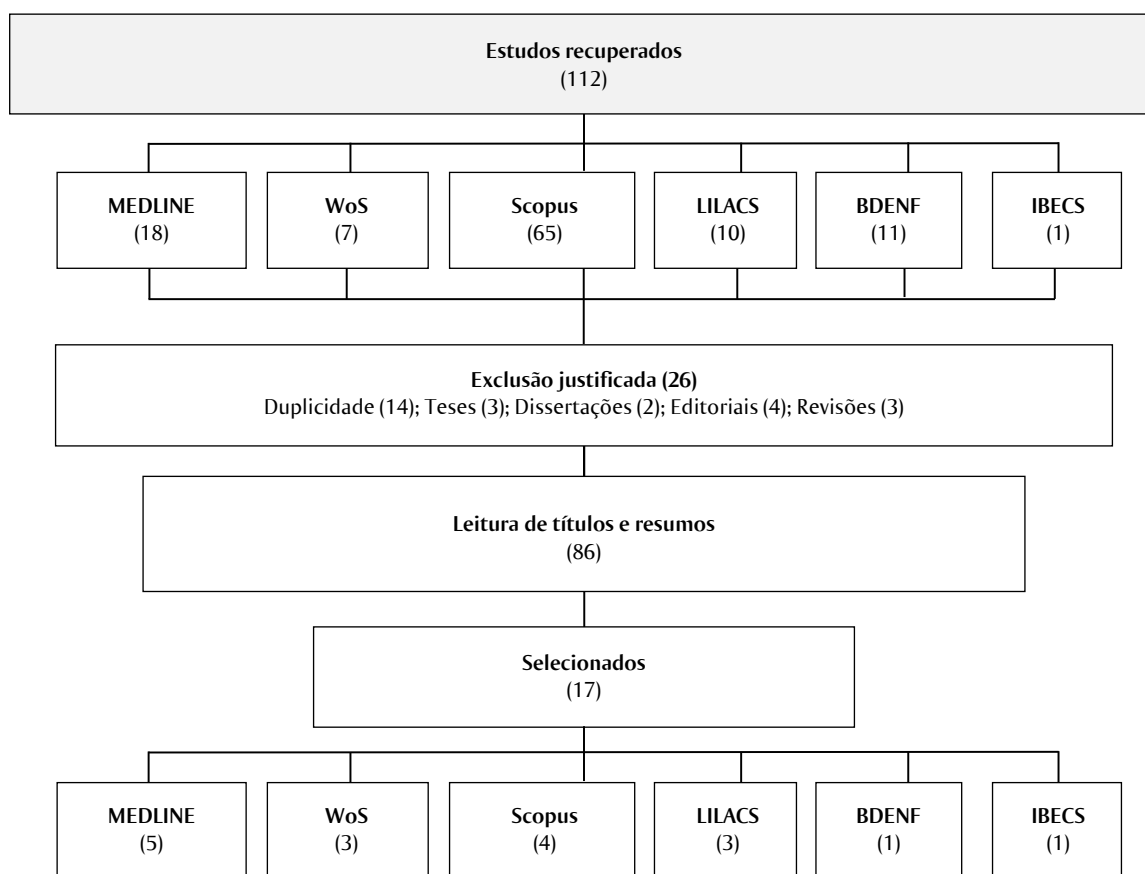 Estudos recuperados
(112)
MEDLINE
(18)
WoS
(7)
Scopus
(65)
LILACS
(10)
BDENF
(11)
IBECS
(1)
Exclusão justificada (26)
Duplicidade (14); Teses (3); Dissertações (2); Editoriais (4); Revisões (3)
Leitura de títulos e resumos
(86)
Selecionados
(17)
MEDLINE
(5)
WoS
(3)
Scopus
(4)
LILACS
(3)
BDENF
(1)
IBECS
(1)